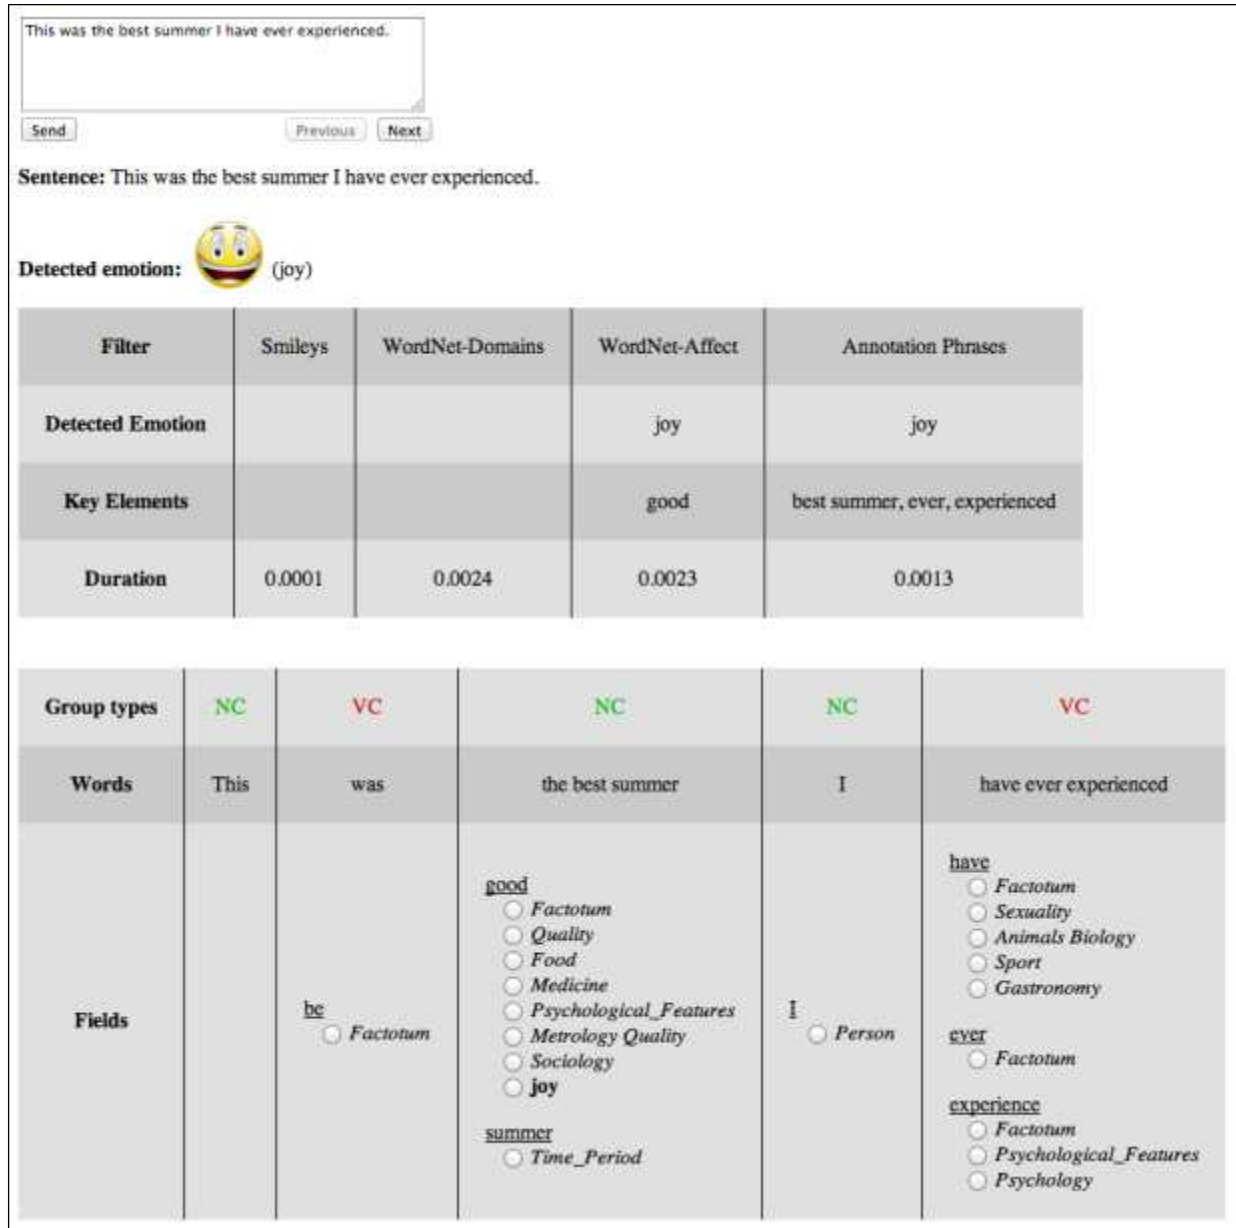 This was the best summer I have ever experienced.
Send Previous Next
Sentence: This was the best summer I have ever experienced.
Detected emotion: (joy)
Filter Smileys WordNet-Domains WordNet-Affect Annotation Phrases
Detected Emotion joy joy
Key Elements good best summer, ever, experienced
Duration 0.0001 0.0024 0.0023 0.0013
Group types NC VC NC NC VC
Words This was the best summer I have ever experienced
Fields
be
Factotum
good
Factotum
Quality
Food
Medicine
Psychological_Features
Metrology Quality
Sociology
joy
summer
Time_Period
I
Person
have
Factotum
Sexuality
Animals Biology
Sport
Gastronomy
ever
Factotum
experience
Factotum
Psychological_Features
Psychology